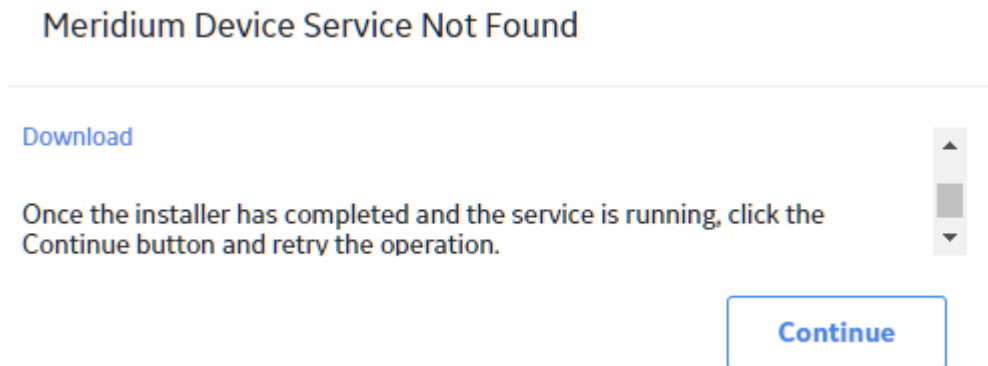 Meridium Device Service Not Found
Download
Once the installer has completed and the service is running, click the
Continue button and retry the operation.
Continue